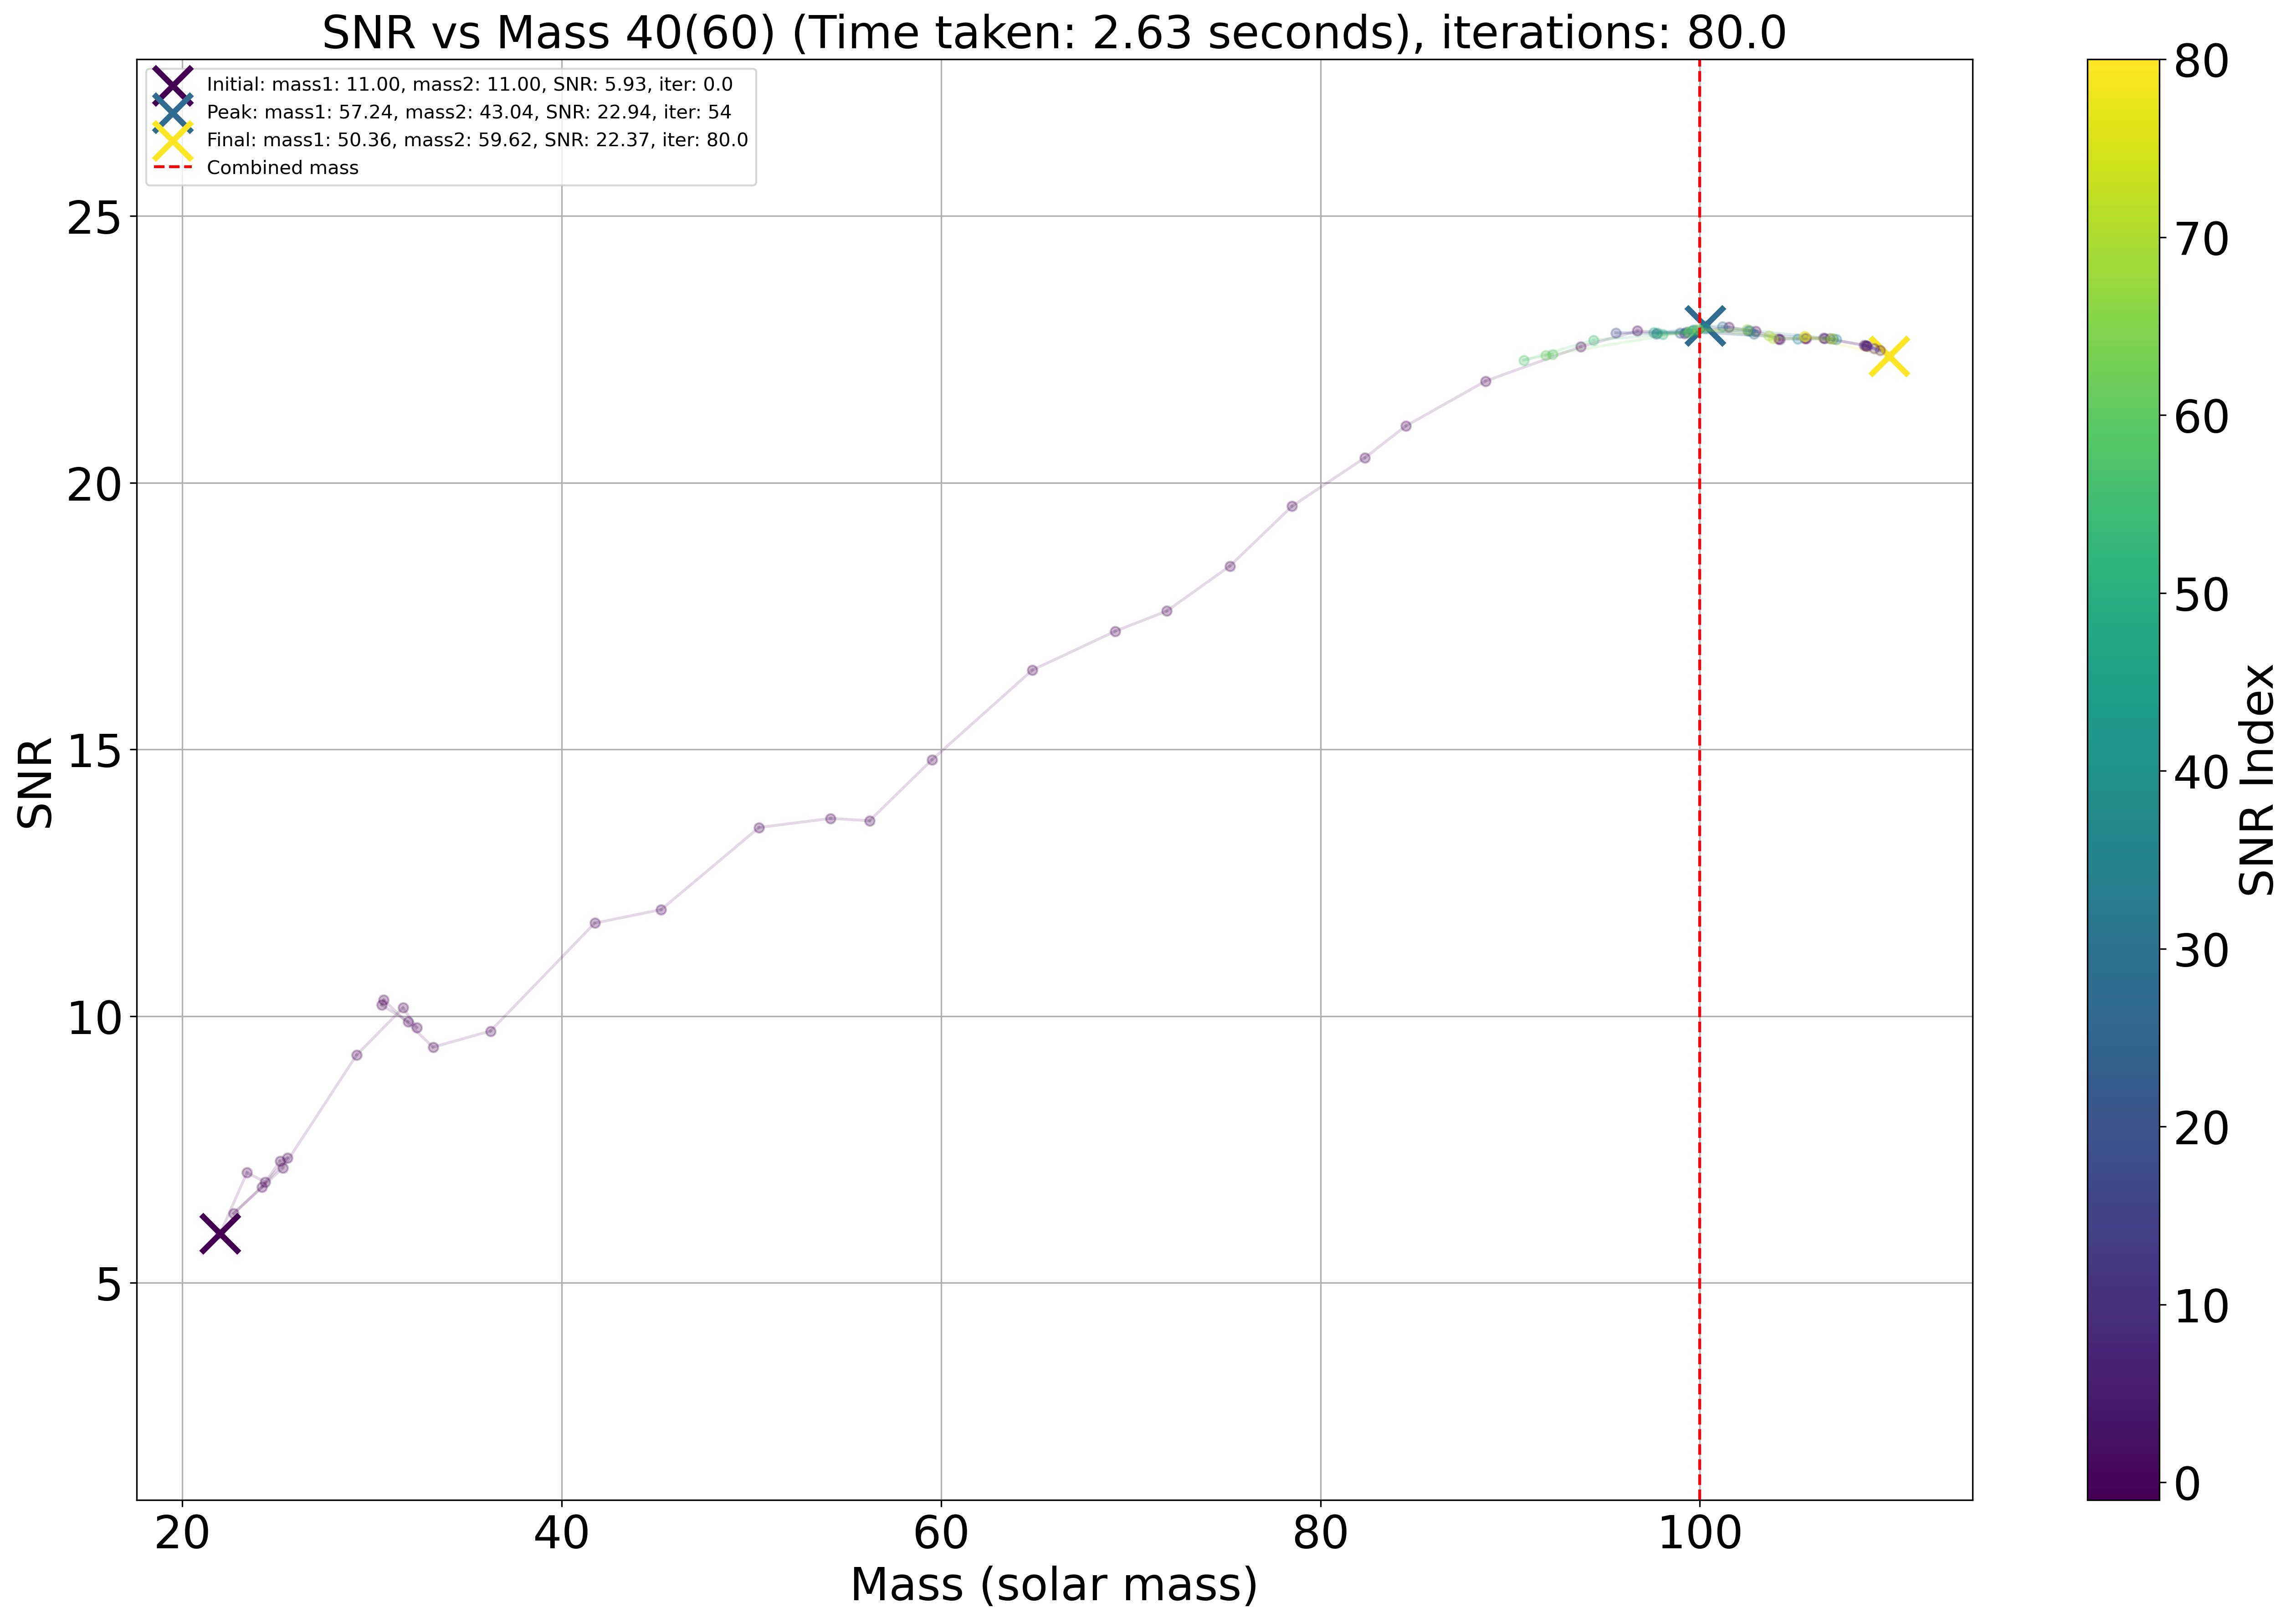 SNR vs Mass 40(60) (Time taken: 2.63 seconds), iterations: 80.0
Initial: mass1: 11.00, mass2: 11.00, SNR: 5.93, iter: 0.0
Peak: mass1: 57.24, mass2: 43.04, SNR: 22.94, iter: 54
Final: mass1: 50.36, mass2: 59.62, SNR: 22.37, iter: 80.0
Combined mass
25
20
15
10
5
SNR
20
40
60
80
100
Mass (solar mass)
80
70
60
50
40
30
20
10
0
SNR Index